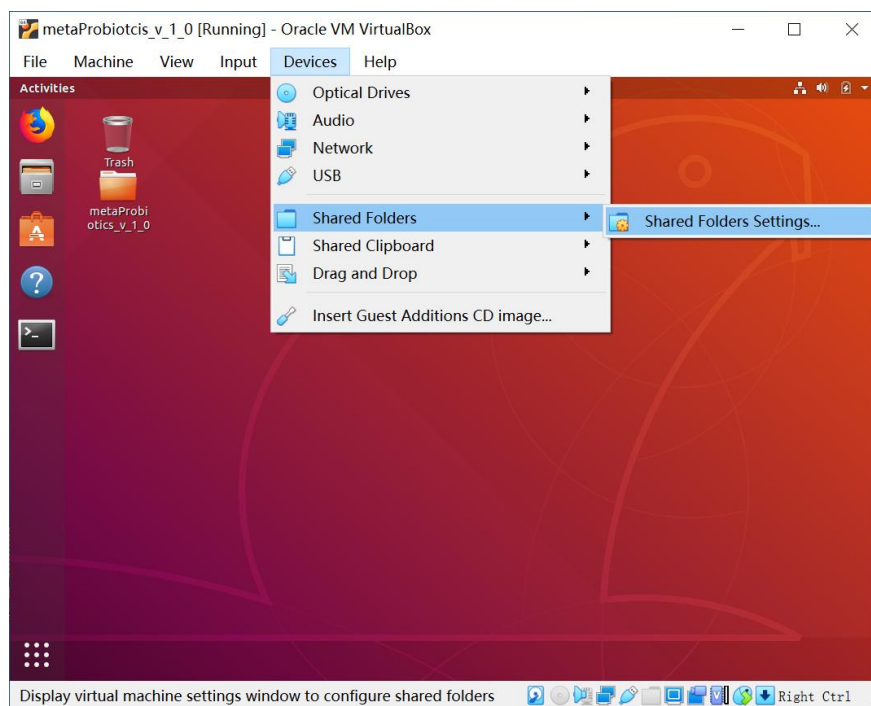 metaProbiotcis_v_1_0 [Running] - Oracle VM VirtualBox
File Machine View Input Devices Help
Activities
Optical Drives
Audio
Network
USB
Shared Folders
Shared Folders Settings...
Shared Clipboard
Drag and Drop
Insert Guest Additions CD image...
Trash
metaProbi
otics_v_1_0
Display virtual machine settings window to configure shared folders
Right Ctrl